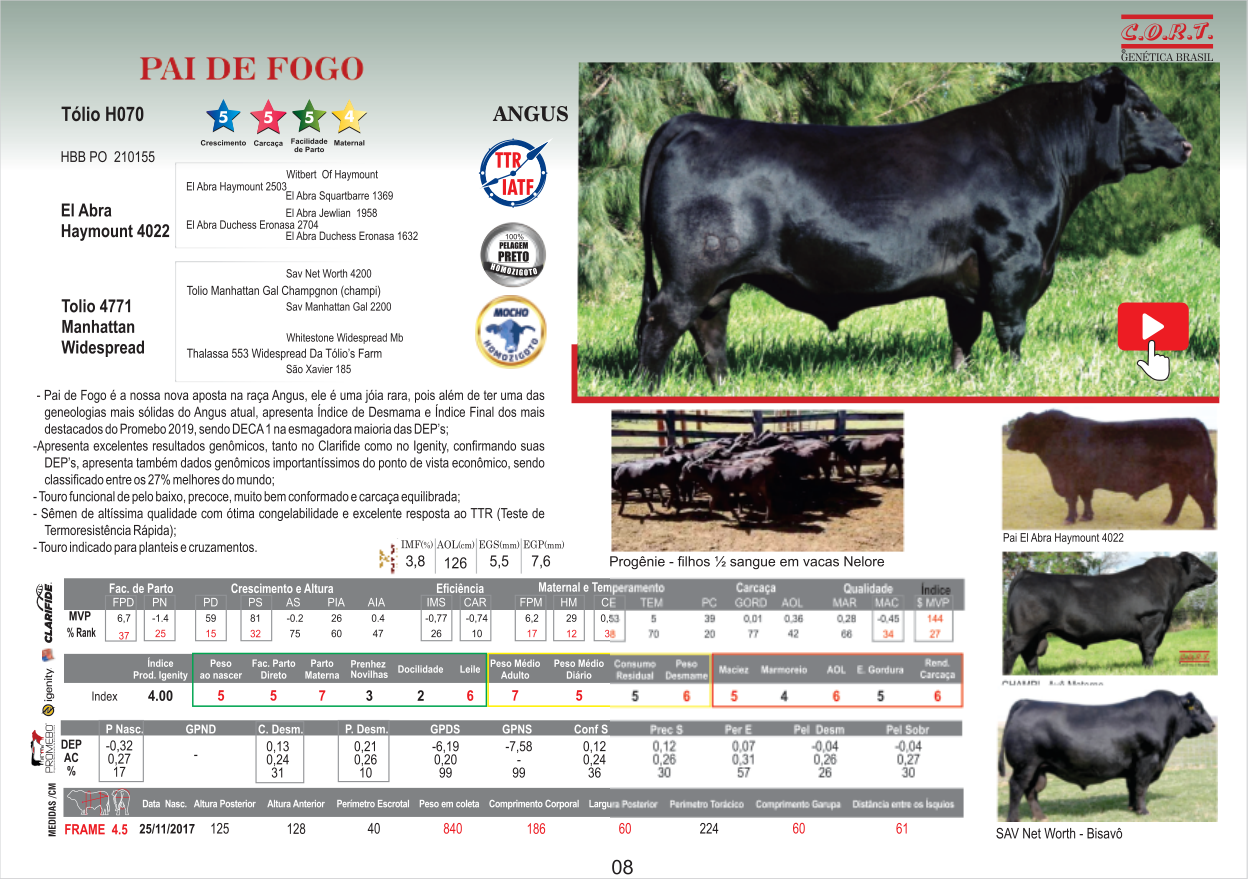 C.O.R.T.
GENÉTICA BRASIL
PAI DE FOGO
Tólio H070
5 5 5 4
Crescimento Carcaça Facilidade de Parto Maternal
ANGUS
HBB PO 210155
TTR
IATF
El Abra
Haymount 4022
Witbert Of Haymount
El Abra Haymount 2503
El Abra Squartbarre 1369
El Abra Jewlian 1958
El Abra Duchess Eronasa 2704
El Abra Duchess Eronasa 1632
100%
PELAGEM
PRETO
HOMOZIGOTO
Tolio 4771
Manhattan
Widespread
Sav Net Worth 4200
Tolio Manhattan Gal Champgnon (champi)
Sav Manhattan Gal 2200
Whitestone Widespread Mb
Thalassa 553 Widespread Da Tólio's Farm
São Xavier 185
MOCHO
HOMOZIGOTO
- Pai de Fogo é a nossa nova aposta na raça Angus, ele é uma jóia rara, pois além de ter uma das
geneologias mais sólidas do Angus atual, apresenta Índice de Desmama e Índice Final dos mais
destacados do Promebo 2019, sendo DECA 1 na esmagadora maioria das DEP's;
-Apresenta excelentes resultados genômicos, tanto no Clarifide como no Igenity, confirmando suas
DEP's, apresenta também dados genômicos importantíssimos do ponto de vista econômico, sendo
classificado entre os 27% melhores do mundo;
- Touro funcional de pelo baixo, precoce, muito bem conformado e carcaça equilibrada;
- Sêmen de altíssima qualidade com ótima congelabilidade e excelente resposta ao TTR (Teste de
Termoresistência Rápida);
- Touro indicado para planteis e cruzamentos.
IMF(%) AOL(cm) EGS(mm) EGP(mm)
3,8 126 5,5 7,6
Progênie - filhos ½ sangue em vacas Nelore
Pai El Abra Haymount 4022
CHAMPI - Avô Materno
SAV Net Worth - Bisavô
CLARIFIDE
Fac. de Parto Crescimento e Altura Eficiência Maternal e Temperamento Carcaça Qualidade Índice
FPD PN PD PS AS PIA AIA IMS CAR FPM HM CE TEM PC GORD AOL MAR MAC $ MVP
MVP 6,7 -1.4 59 81 -0.2 26 0.4 -0,77 -0,74 6,2 29 0,53 5 39 0,01 0,36 0,28 -0,45 144
% Rank 37 25 15 32 75 60 47 26 10 17 12 38 70 20 77 42 66 34 27
igenity
Índice Prod. Igenity Peso ao nascer Fac. Parto Direto Parto Materna Prenhez Novilhas Docilidade Leile Peso Médio Adulto Peso Médio Diário Consumo Residual Peso Desmame Maciez Marmoreio AOL E. Gordura Rend. Carcaça
Index 4.00 5 5 7 3 2 6 7 5 5 6 5 4 6 5 6
PROMEBO
P Nasc. GPND C. Desm. P. Desm. GPDS GPNS Conf S Prec S Per E Pel Desm Pel Sobr
DEP -0,32 - 0,13 0,21 -6,19 -7,58 0,12 0,12 0,07 -0,04 -0,04
AC 0,27 0,24 0,26 0,20 - 0,24 0,26 0,31 0,26 0,27
% 17 31 10 99 99 36 30 57 26 30
MEDIDAS /CM
Data Nasc. Altura Posterior Altura Anterior Perímetro Escrotal Peso em coleta Comprimento Corporal Largura Posterior Perimetro Torácico Comprimento Garupa Distância entre os Ísquios
FRAME 4.5 25/11/2017 125 128 40 840 186 60 224 60 61
08